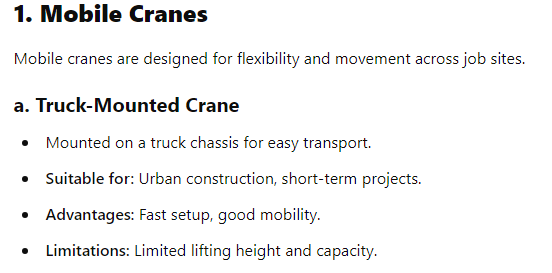 1. Mobile Cranes
Mobile cranes are designed for flexibility and movement across job sites.
a. Truck-Mounted Crane
• Mounted on a truck chassis for easy transport.
• Suitable for: Urban construction, short-term projects.
• Advantages: Fast setup, good mobility.
• Limitations: Limited lifting height and capacity.